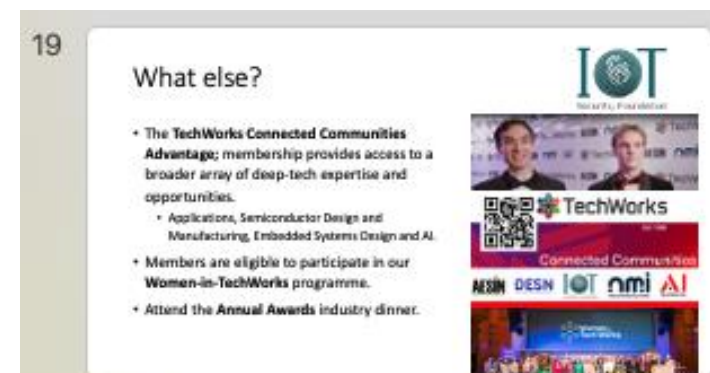 19
What else?
IOT
Security Foundation
• The TechWorks Connected Communities
Advantage; membership provides access to a
broader array of deep-tech expertise and
opportunities.
• Applications, Semiconductor Design and
Manufacturing, Embedded Systems Design and AI.
• Members are eligible to participate in our
Women-in-TechWorks programme.
• Attend the Annual Awards industry dinner.
TechWorks
Connected Communities
AESIN DESN IOT nmi AI